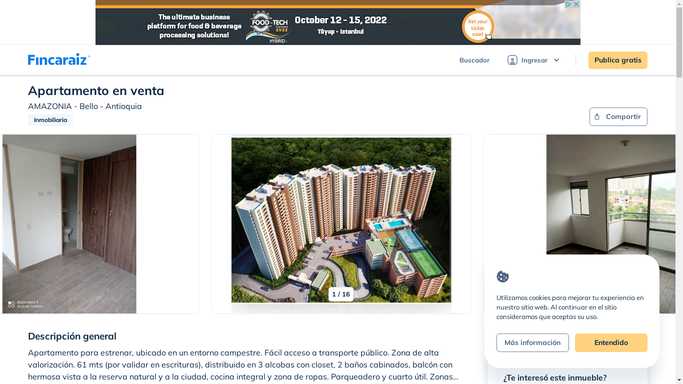 The ultimate business
platform for food & beverage
processing solutions!
FOOD-TECH
October 12 - 15, 2022
Tüyap - Istanbul
Fincaraiz
Buscador
Ingresar
Publica gratis
Apartamento en venta
AMAZONIA - Bello - Antioquia
Inmobiliaria
Compartir
1 / 16
Utilizamos cookies para mejorar tu experiencia en
nuestro sitio web. Al continuar en el sitio
consideramos que aceptas su uso.
Más información
Entendido
Descripción general
Apartamento para estrenar, ubicado en un entorno campestre. Fácil acceso a transporte público. Zona de alta
valorización. 61 mts (por validar en escrituras), distribuido en 3 alcobas con closet, 2 baños cabinados, balcón con
hermosa vista a la reserva natural y a la ciudad, cocina integral y zona de ropas. Parqueadero y cuarto útil. Zonas...
¿Te interesó este inmueble?